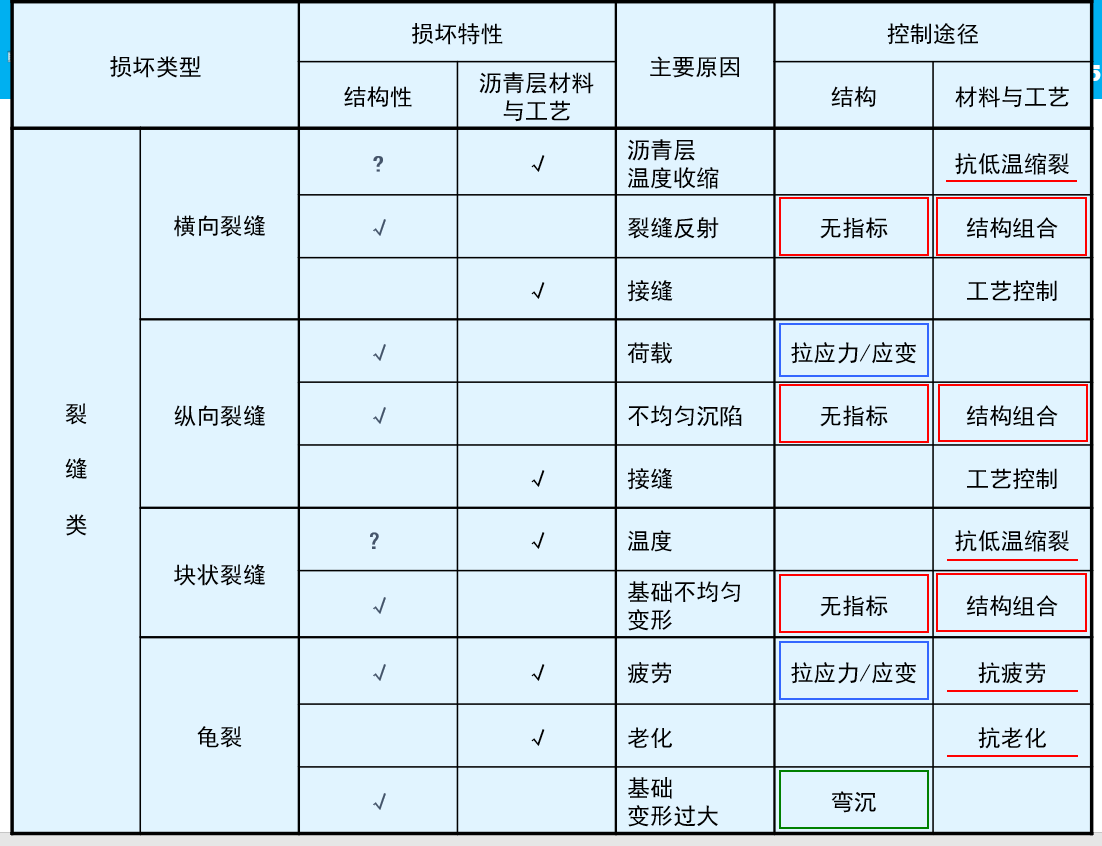 损坏类型
损坏特性
主要原因
控制途径
结构性
沥青层材料
与工艺
结构
材料与工艺
裂
缝
类
横向裂缝
?
√
沥青层
温度收缩
抗低温缩裂
√
裂缝反射
无指标
结构组合
√
接缝
工艺控制
纵向裂缝
√
荷载
拉应力/应变
√
不均匀沉陷
无指标
结构组合
√
接缝
工艺控制
块状裂缝
?
√
温度
抗低温缩裂
√
基础不均匀
变形
无指标
结构组合
龟裂
√
√
疲劳
拉应力/应变
抗疲劳
√
老化
抗老化
√
基础
变形过大
弯沉
5